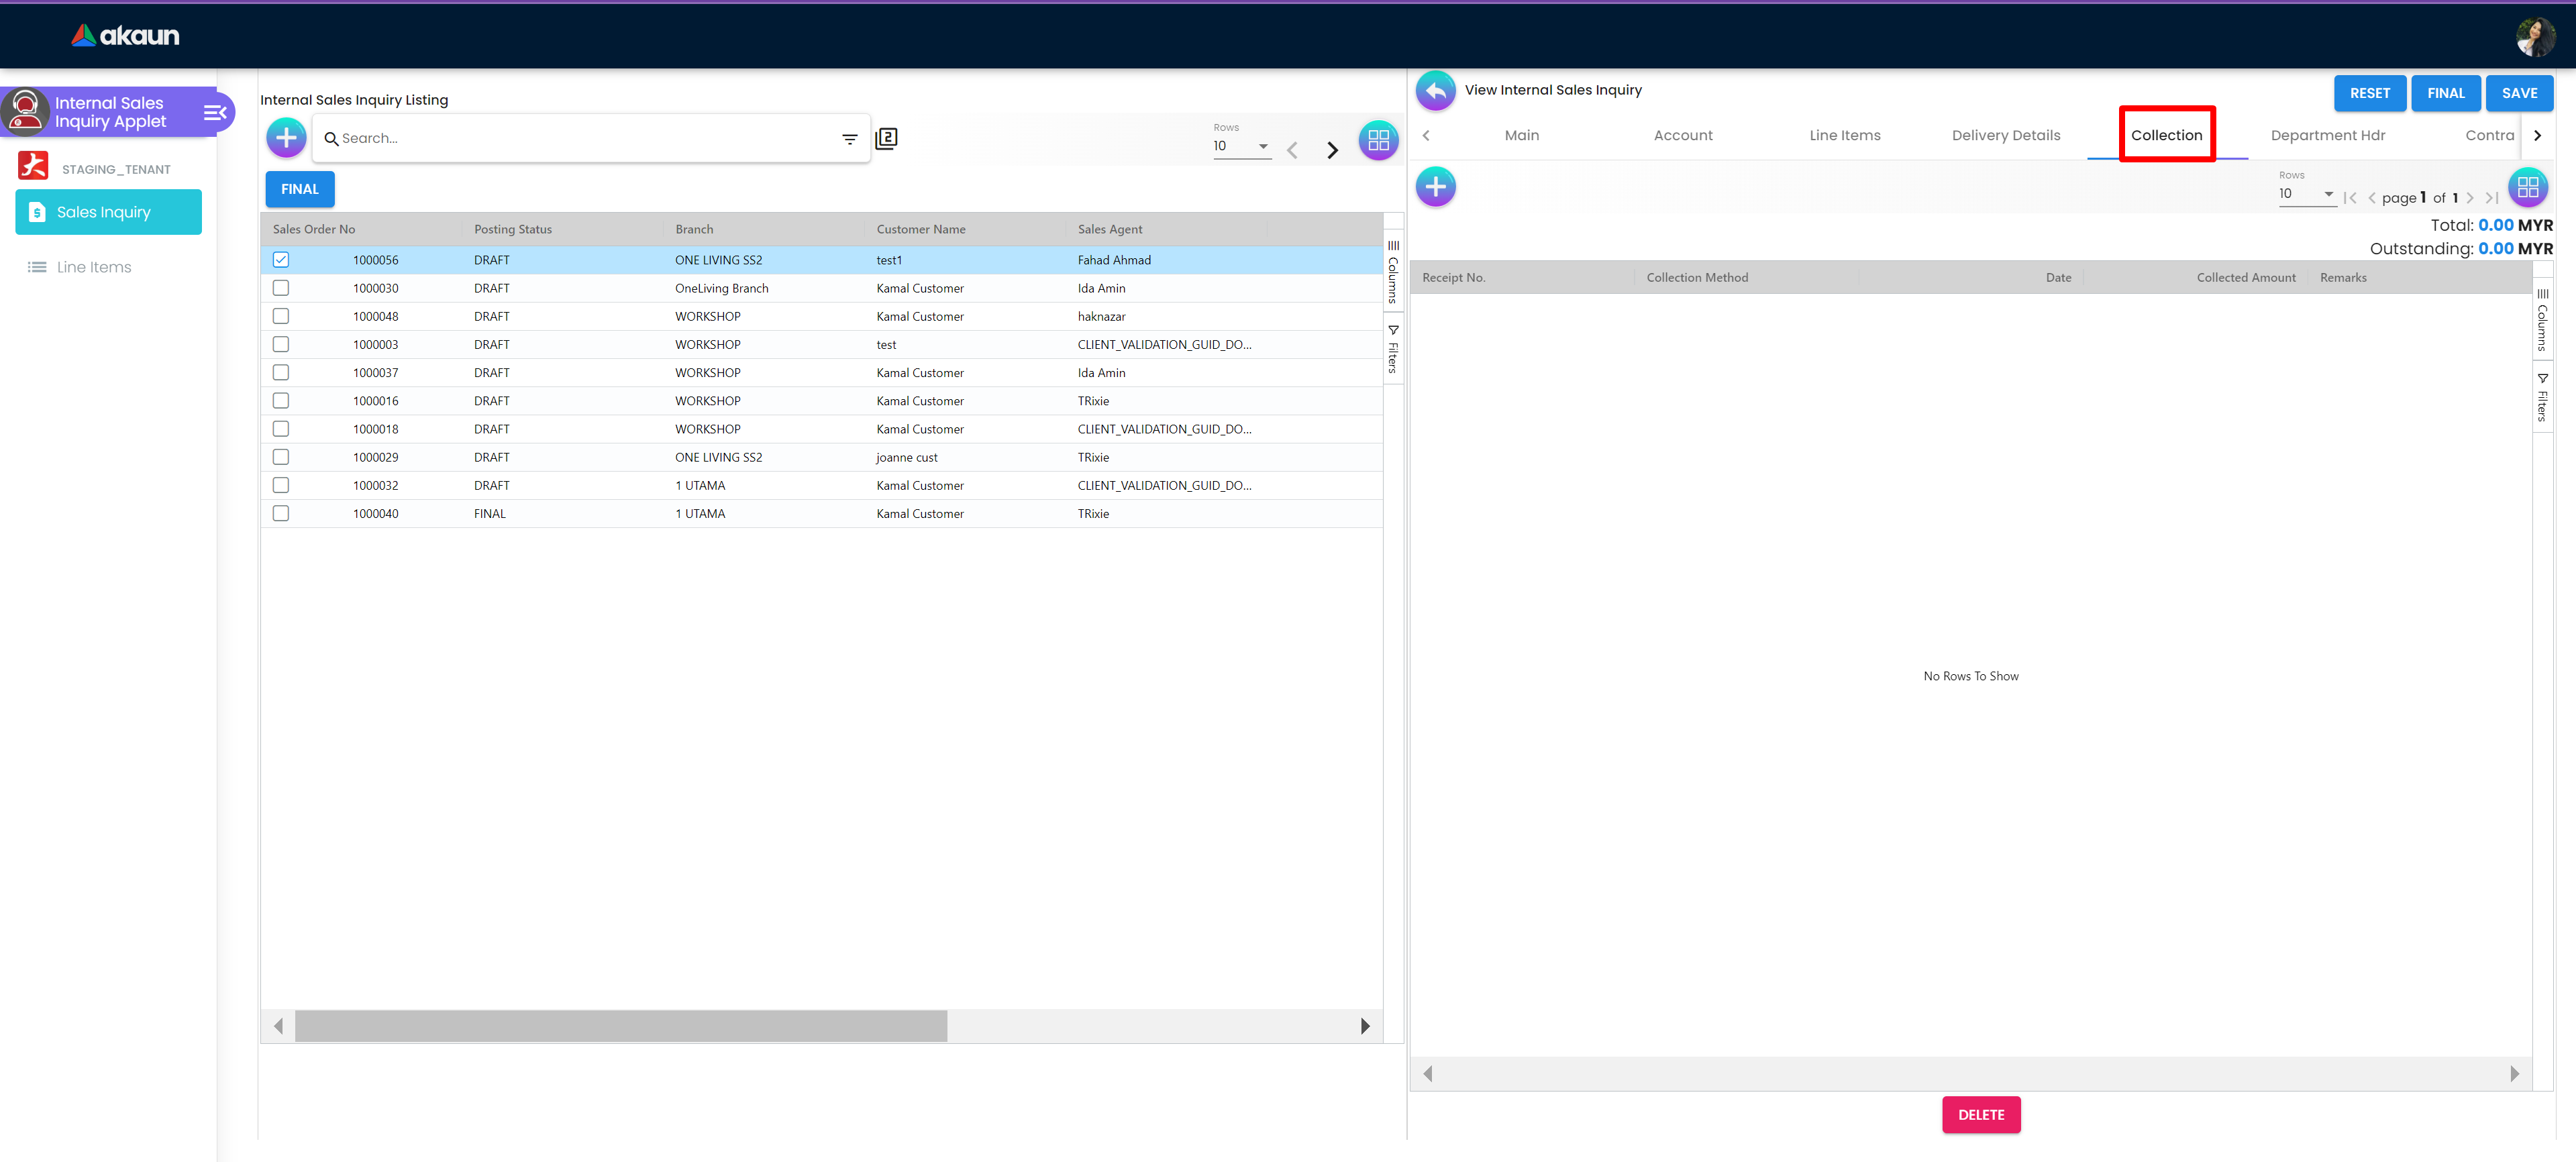 akaun
Internal Sales
Inquiry Applet
STAGING_TENANT
Sales Inquiry
Line Items
Internal Sales Inquiry Listing
Search...
2
Rows
10
FINAL
Sales Order No Posting Status Branch Customer Name Sales Agent
1000056 DRAFT ONE LIVING SS2 test1 Fahad Ahmad
1000030 DRAFT OneLiving Branch Kamal Customer Ida Amin
1000048 DRAFT WORKSHOP Kamal Customer haknazar
1000003 DRAFT WORKSHOP test CLIENT_VALIDATION_GUID_DO...
1000037 DRAFT WORKSHOP Kamal Customer Ida Amin
1000016 DRAFT WORKSHOP Kamal Customer TRixie
1000018 DRAFT WORKSHOP Kamal Customer CLIENT_VALIDATION_GUID_DO...
1000029 DRAFT ONE LIVING SS2 joanne cust TRixie
1000032 DRAFT 1 UTAMA Kamal Customer CLIENT_VALIDATION_GUID_DO...
1000040 FINAL 1 UTAMA Kamal Customer TRixie
Columns
Filters
View Internal Sales Inquiry
RESET FINAL SAVE
Main Account Line Items Delivery Details Collection Department Hdr Contra
Rows
10
page 1 of 1
Total: 0.00 MYR
Outstanding: 0.00 MYR
Receipt No. Collection Method Date Collected Amount Remarks
Columns
Filters
No Rows To Show
DELETE